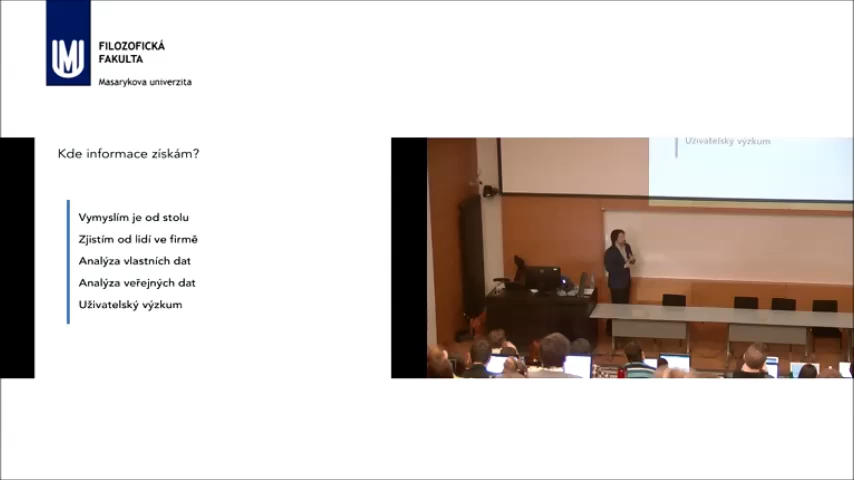 FILOZOFICKÁ
FAKULTA
Masarykova univerzita
Kde informace získám?
Vymyslím je od stolu
Zjistím od lidí ve firmě
Analýza vlastních dat
Analýza veřejných dat
Uživatelský výzkum
Uživatelský výzkum